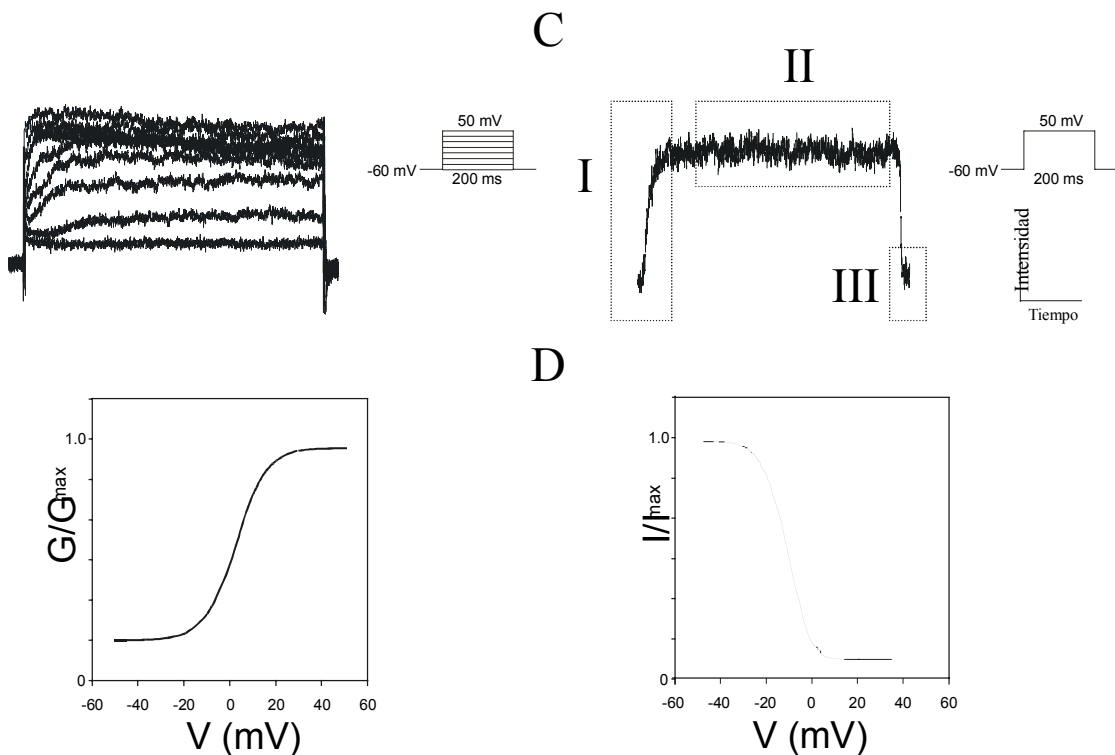 C
50 mV
-60 mV
200 ms
I
II
III
50 mV
-60 mV
200 ms
Intensidad
Tiempo
D
G/Gmax
1.0
0
-60 -40 -20 0 20 40 60
V (mV)
I/Imax
1.0
0
-60 -40 -20 0 20 40 60
V (mV)